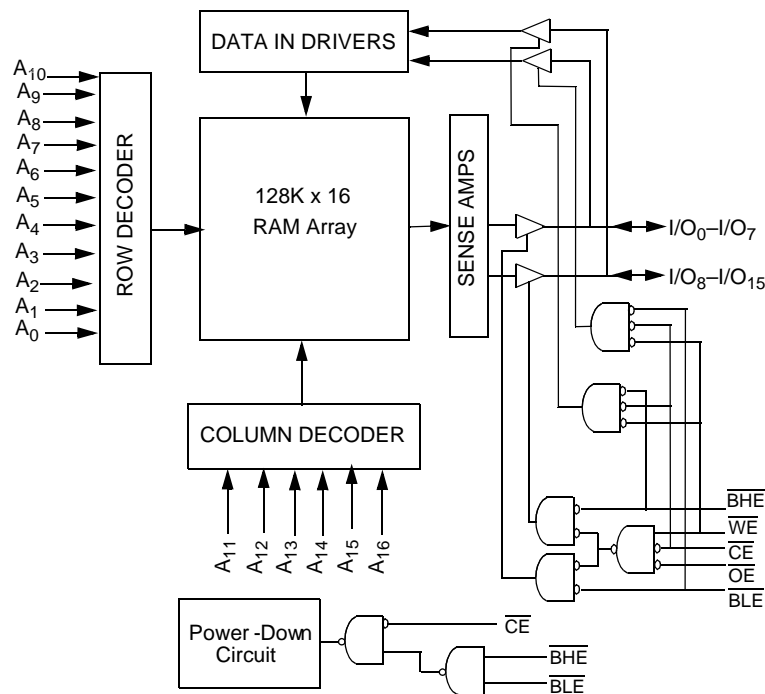 DATA IN DRIVERS
A10
A9
A8
A7
A6
A5
A4
A3
A2
A1
A0
ROW DECODER
128K x 16
RAM Array
SENSE AMPS
I/O0–I/O7
I/O8–I/O15
COLUMN DECODER
A11
A12
A13
A14
A15
A16
BHE
WE
CE
OE
BLE
Power -Down
Circuit
CE
BHE
BLE